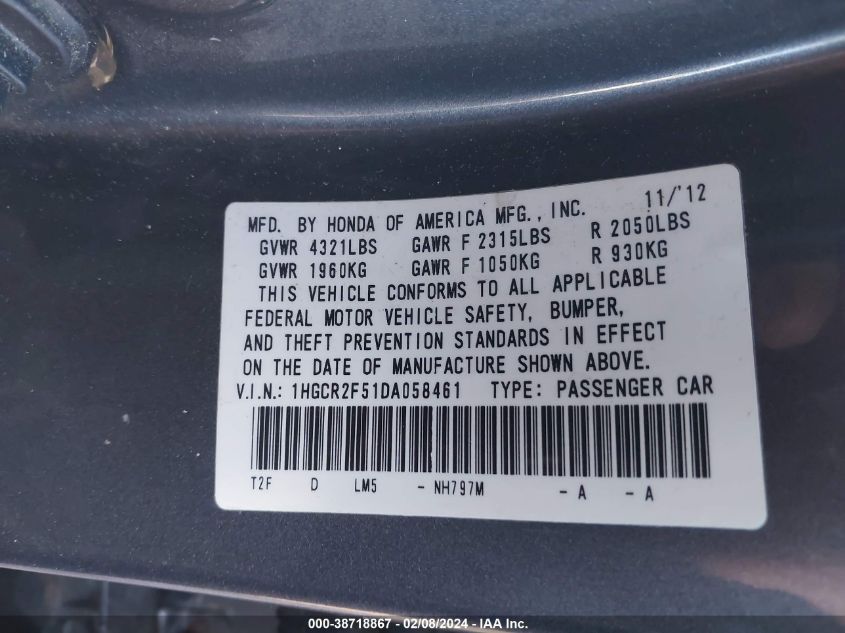 11/'12
MFD. BY HONDA OF AMERICA MFG., INC.
GVWR 4321LBS GAWR F 2315LBS R 2050LBS
GVWR 1960KG GAWR F 1050KG R 930KG
THIS VEHICLE CONFORMS TO ALL APPLICABLE
FEDERAL MOTOR VEHICLE SAFETY, BUMPER,
AND THEFT PREVENTION STANDARDS IN EFFECT
ON THE DATE OF MANUFACTURE SHOWN ABOVE.
V.I.N.: 1HGCR2F51DA058461 TYPE: PASSENGER CAR
T2F D LM5 - NH797M - A - A
000-38718867 - 02/08/2024 - IAA Inc.